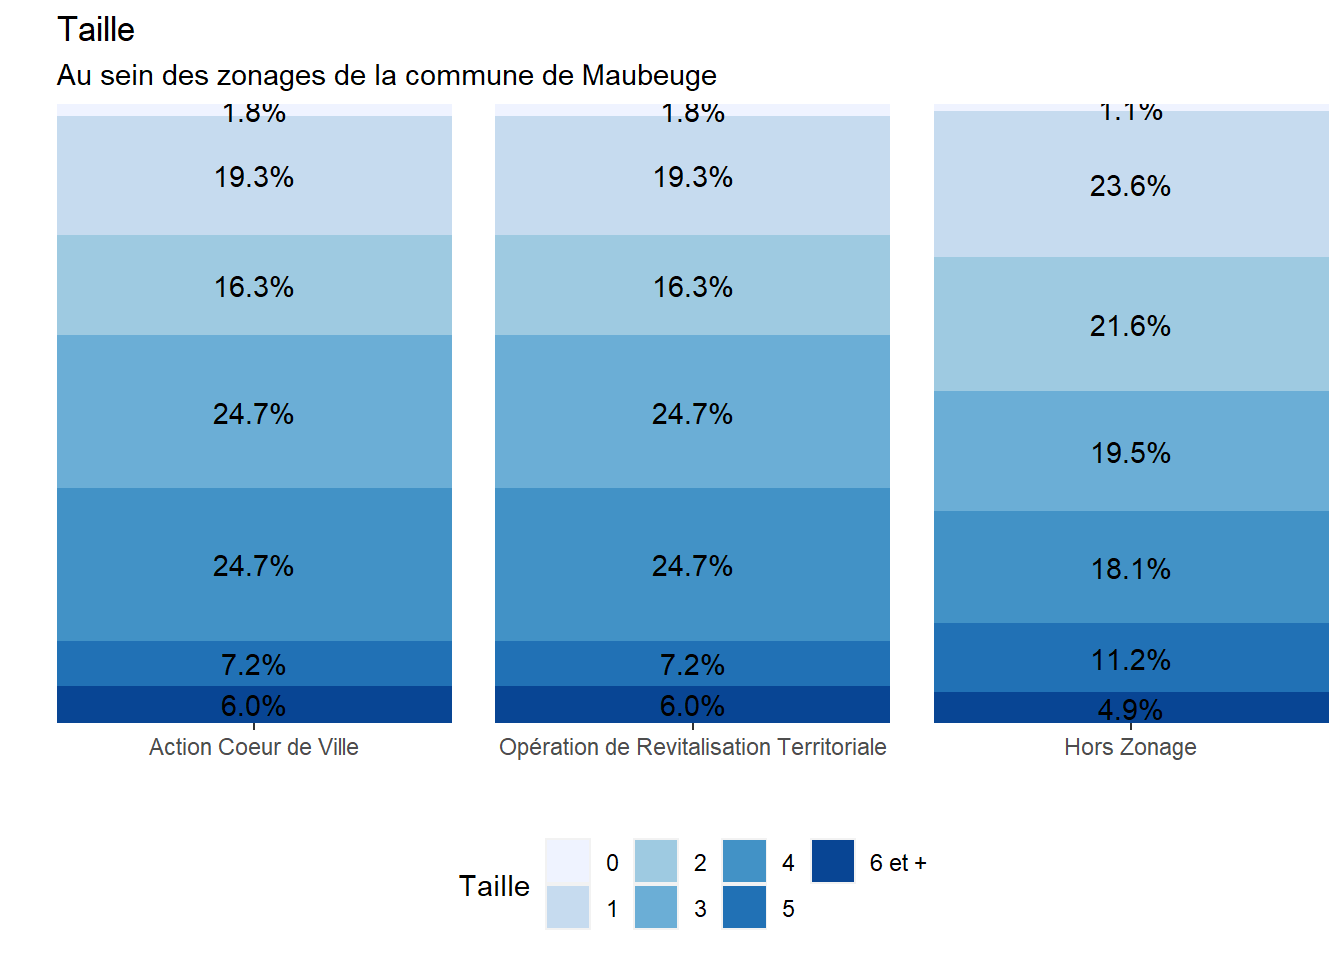 Taille
Au sein des zonages de la commune de Maubeuge
1.8% 1.8% 1.1%
19.3% 19.3% 23.6%
16.3% 16.3% 21.6%
24.7% 24.7% 19.5%
24.7% 24.7% 18.1%
7.2% 7.2% 11.2%
6.0% 6.0% 4.9%
Action Coeur de Ville Opération de Revitalisation Territoriale Hors Zonage
Taille
0 2 4 6 et +
1 3 5